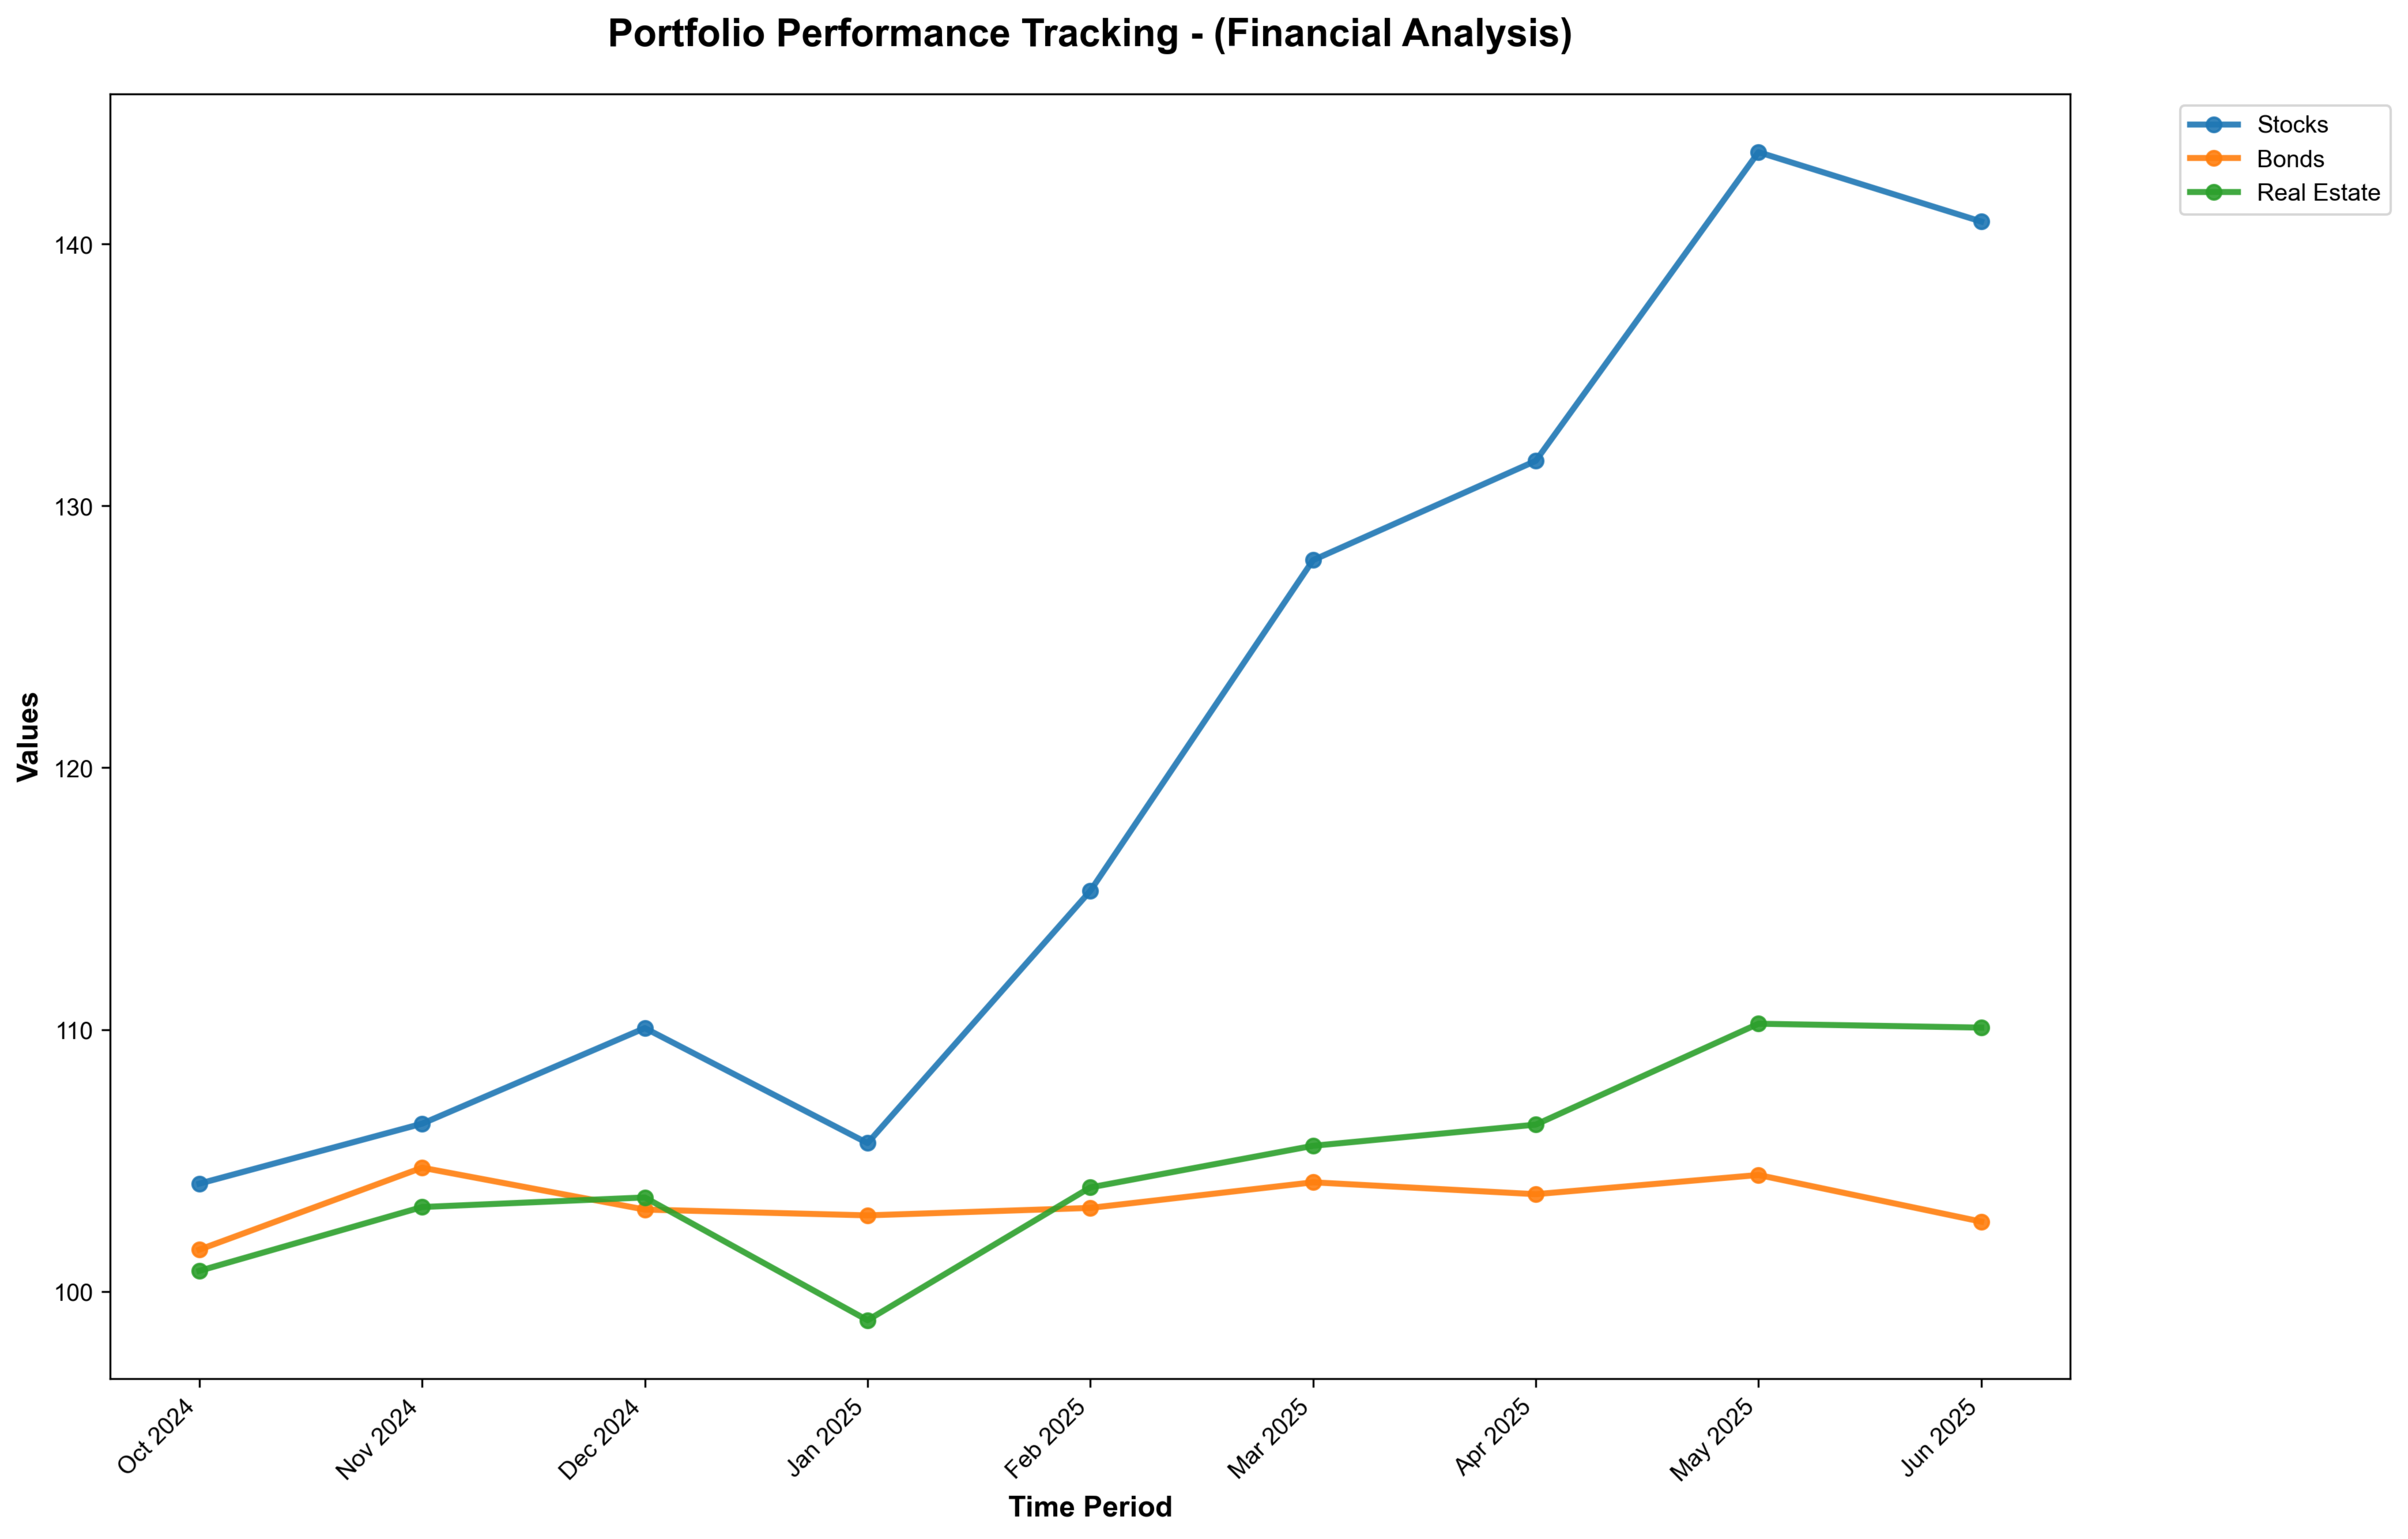 Portfolio Performance Tracking - (Financial Analysis)
Stocks
Bonds
Real Estate
Values
140
130
120
110
100
Oct 2024
Nov 2024
Dec 2024
Jan 2025
Feb 2025
Mar 2025
Apr 2025
May 2025
Jun 2025
Time Period